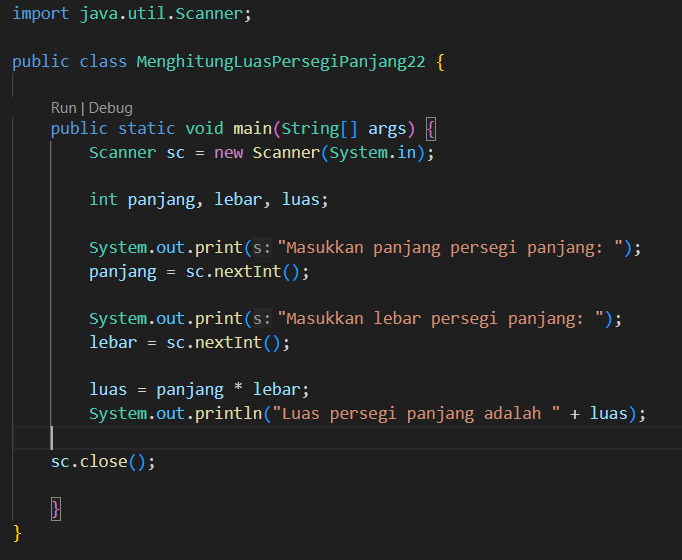 import java.util.Scanner;
public class MenghitungLuasPersegiPanjang22 {
Run | Debug
public static void main(String[] args) {
Scanner sc = new Scanner(System.in);
int panjang, lebar, luas;
System.out.print(s: "Masukkan panjang persegi panjang: ");
panjang = sc.nextInt();
System.out.print(s: "Masukkan lebar persegi panjang: ");
lebar = sc.nextInt();
luas = panjang * lebar;
System.out.println("Luas persegi panjang adalah " + luas);
sc.close();
}
}